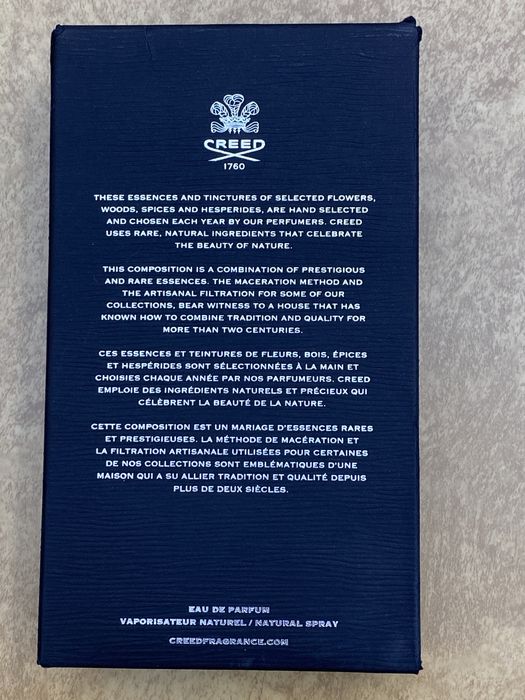 CREED
1760
THESE ESSENCES AND TINCTURES OF SELECTED FLOWERS,
WOODS, SPICES AND HESPERIDES, ARE HAND SELECTED
AND CHOSEN EACH YEAR BY OUR PERFUMERS. CREED
USES RARE, NATURAL INGREDIENTS THAT CELEBRATE
THE BEAUTY OF NATURE.
THIS COMPOSITION IS A COMBINATION OF PRESTIGIOUS
AND RARE ESSENCES. THE MACERATION METHOD AND
THE ARTISANAL FILTRATION FOR SOME OF OUR
COLLECTIONS, BEAR WITNESS TO A HOUSE THAT HAS
KNOWN HOW TO COMBINE TRADITION AND QUALITY FOR
MORE THAN TWO CENTURIES.
CES ESSENCES ET TEINTURES DE FLEURS, BOIS, ÉPICES
ET HESPÉRIDES SONT SÉLECTIONNÉES À LA MAIN ET
CHOISIES CHAQUE ANNÉE PAR NOS PARFUMEURS. CREED
EMPLOIE DES INGRÉDIENTS NATURELS ET PRÉCIEUX QUI
CÉLÈBRENT LA BEAUTÉ DE LA NATURE.
CETTE COMPOSITION EST UN MARIAGE D'ESSENCES RARES
ET PRESTIGIEUSES. LA MÉTHODE DE MACÉRATION ET
LA FILTRATION ARTISANALE UTILISÉES POUR CERTAINES
DE NOS COLLECTIONS SONT EMBLÉMATIQUES D'UNE
MAISON QUI A SU ALLIER TRADITION ET QUALITÉ DEPUIS
PLUS DE DEUX SIÈCLES.
EAU DE PARFUM
VAPORISATEUR NATUREL / NATURAL SPRAY
CREEDFRAGRANCE.COM